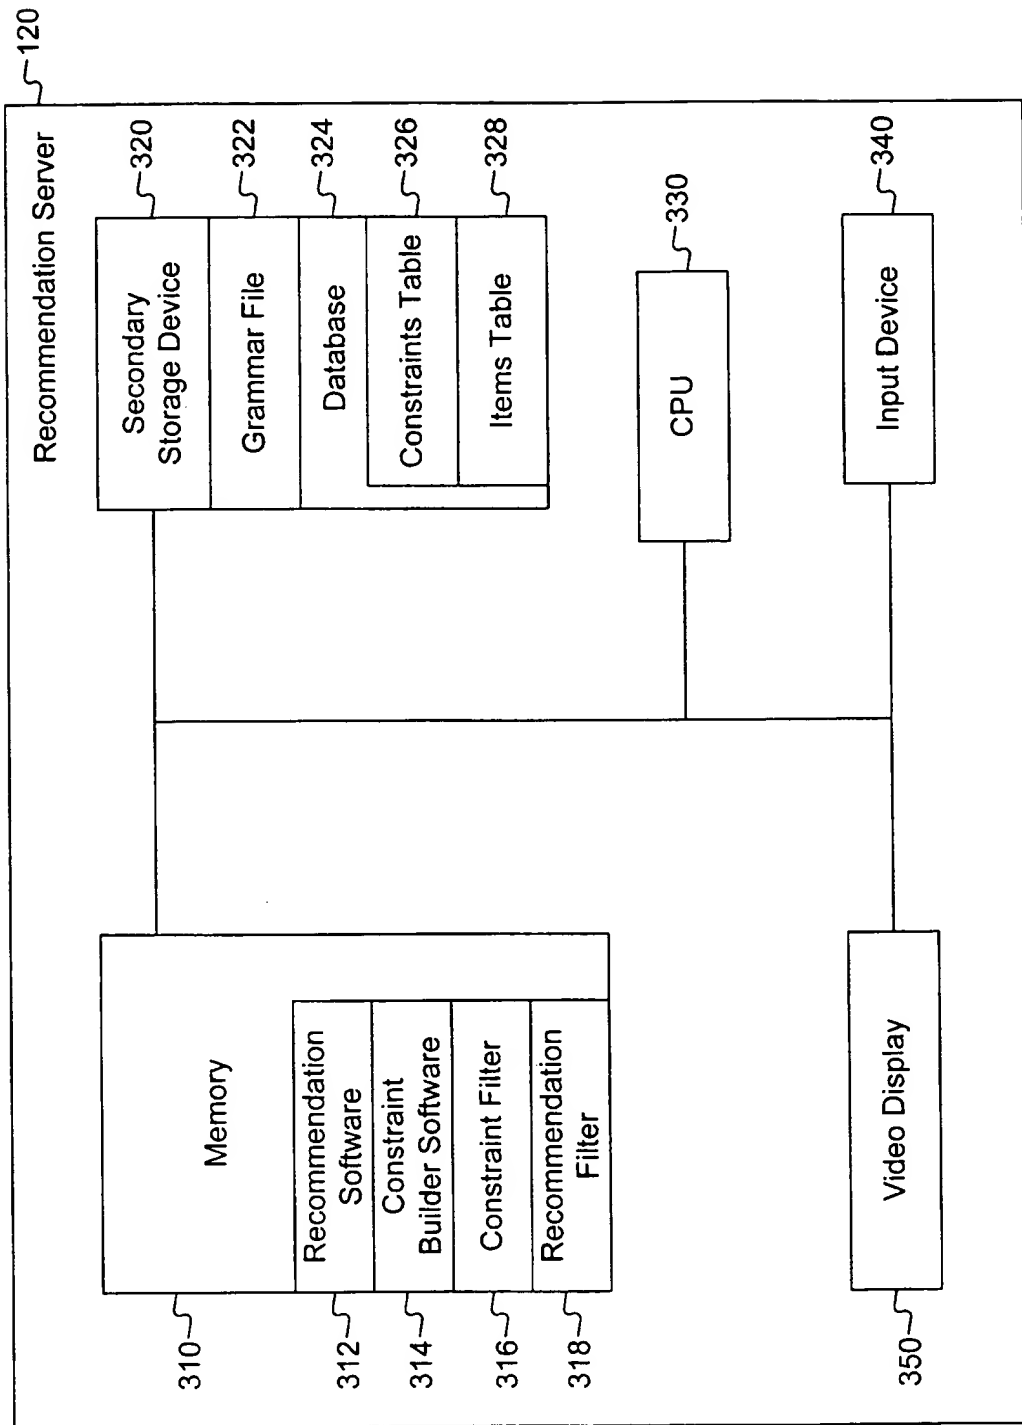 120
Recommendation Server
Memory
Recommendation
Software
Constraint
Builder Software
Constraint Filter
Recommendation
Filter
310
312
314
316
318
Secondary
Storage Device
Grammar File
Database
Constraints Table
Items Table
320
322
324
326
328
CPU
330
Video Display
350
Input Device
340